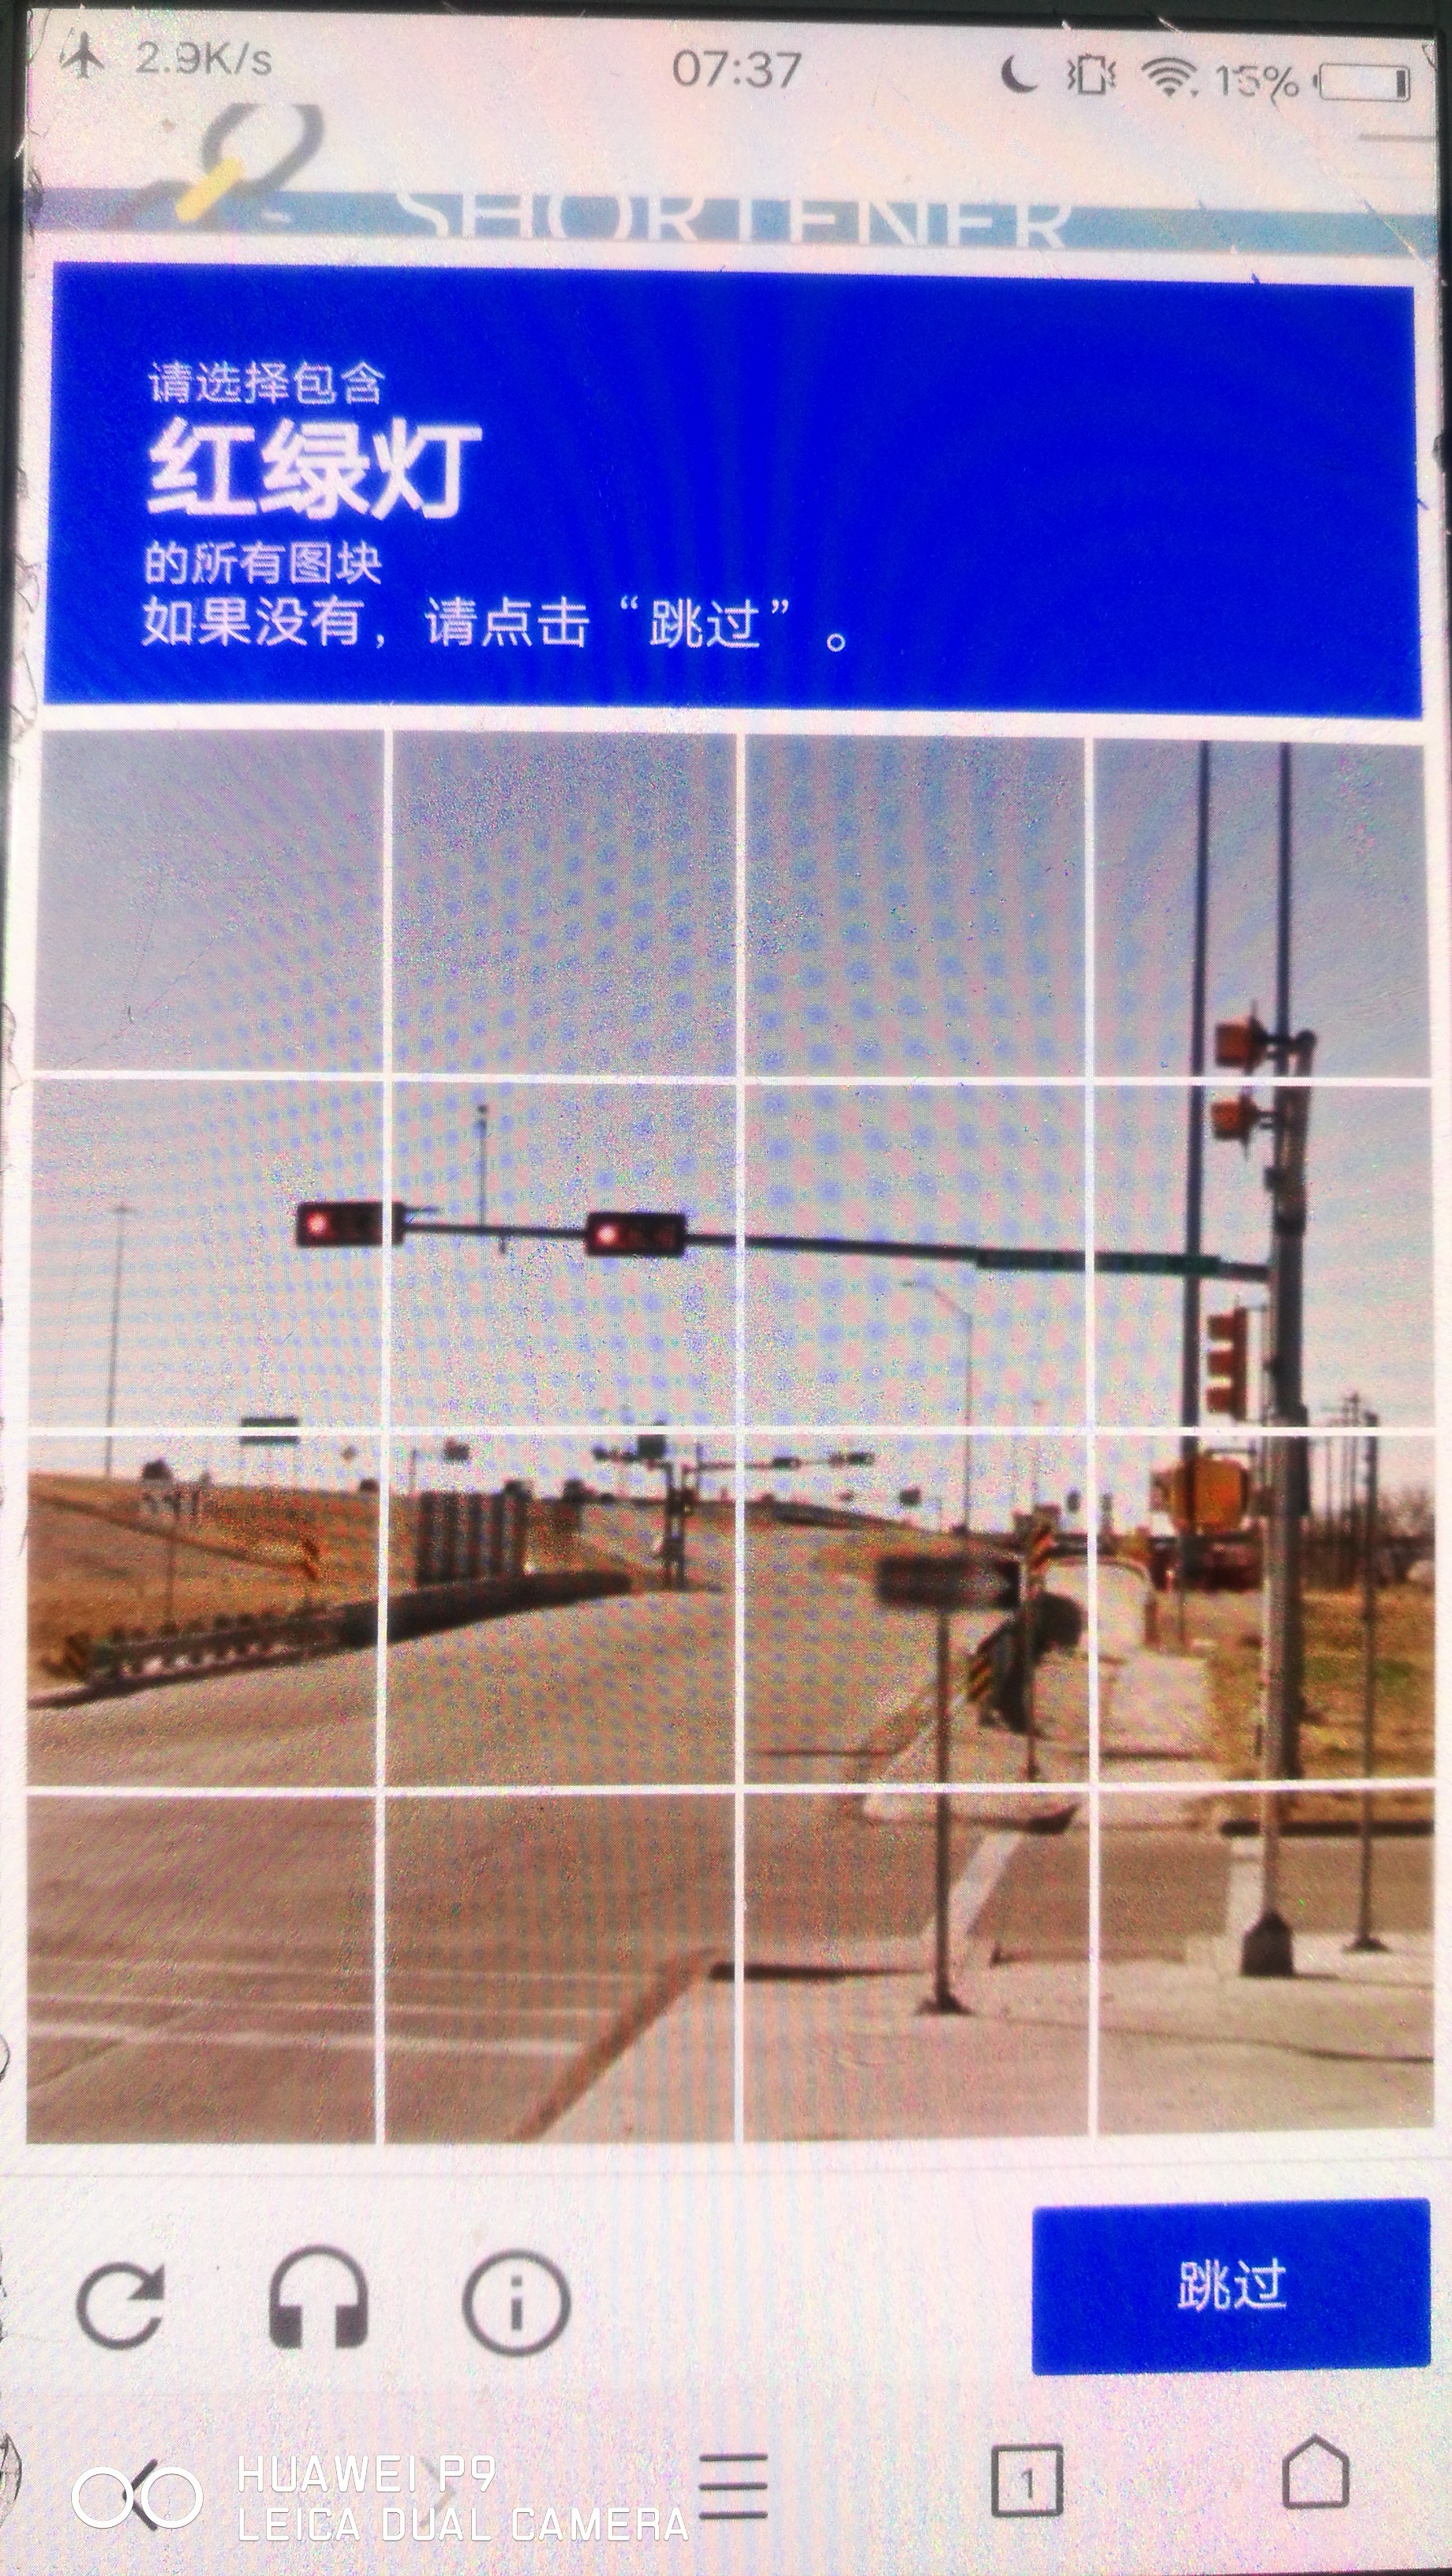 2.9K/s 07:37 15%
SHORTENER
请选择包含
红绿灯
的所有图块
如果没有，请点击“跳过”。
跳过
1
HUAWEI P9
LEICA DUAL CAMERA